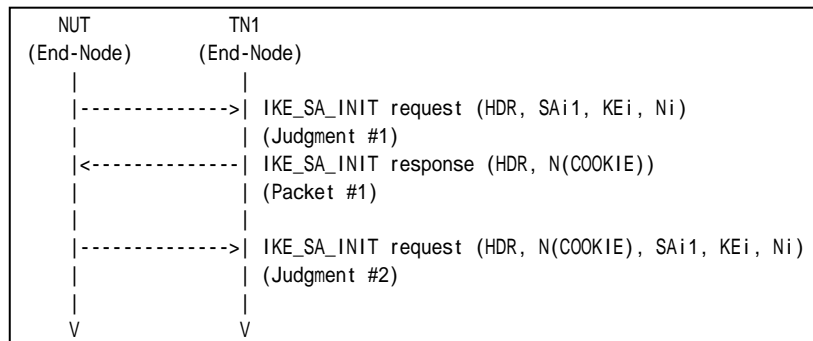 NUT TN1
(End-Node) (End-Node)
| |
|-------------->| IKE_SA_INIT request (HDR, SAi1, KEi, Ni)
| | (Judgment #1)
|<--------------| IKE_SA_INIT response (HDR, N(COOKIE))
| | (Packet #1)
| |
|-------------->| IKE_SA_INIT request (HDR, N(COOKIE), SAi1, KEi, Ni)
| | (Judgment #2)
| |
V V